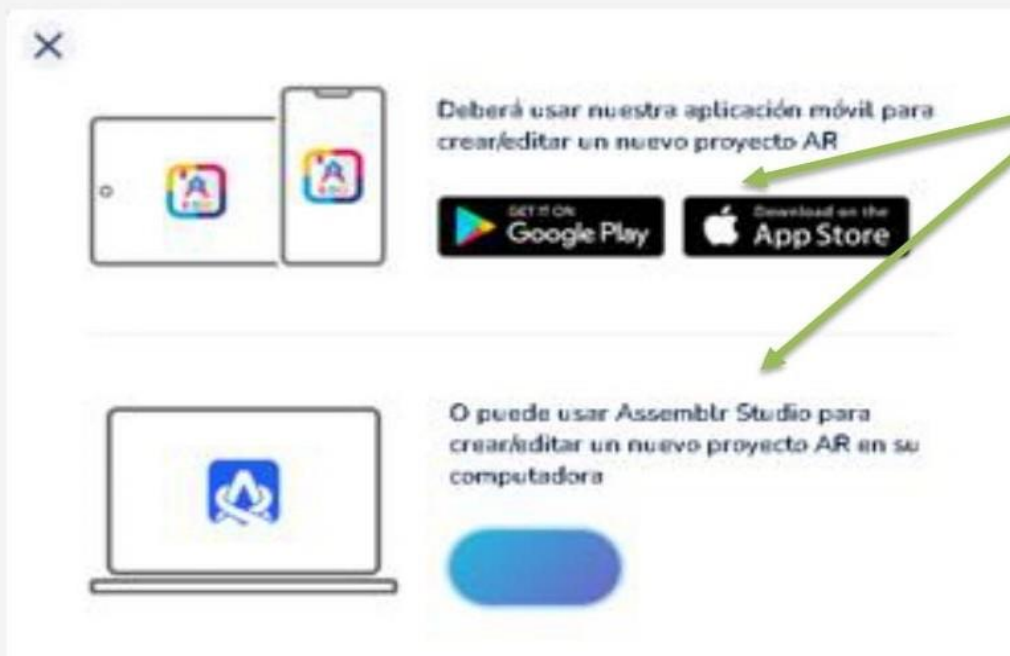 Deberá usar nuestra aplicación móvil para
crear/editar un nuevo proyecto AR
GET IT ON
Google Play
Download on the
App Store
O puede usar Assemblr Studio para
crear/editar un nuevo proyecto AR en su
computadora